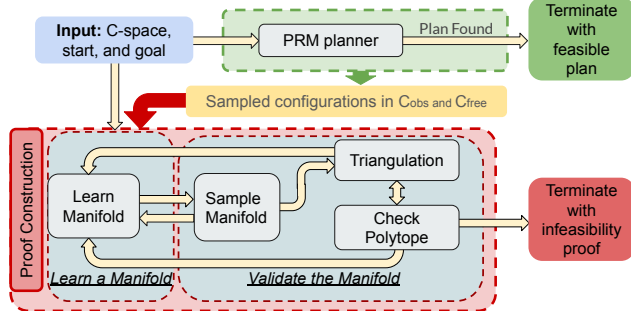 Input: C-space,
start, and goal
PRM planner
Plan Found
Terminate with
feasible
plan
Sampled configurations in Cobs and Cfree
Proof Construction
Learn
Manifold
Sample
Manifold
Triangulation
Check
Polytope
Terminate with
infeasibility
proof
Learn a Manifold
Validate the Manifold